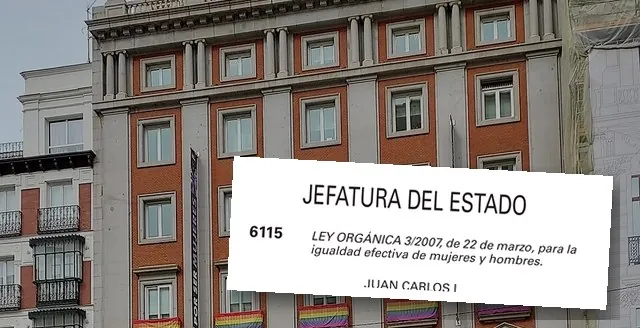 JEFATURA DEL ESTADO
6115 LEY ORGÁNICA 3/2007, de 22 de marzo, para la
igualdad efectiva de mujeres y hombres.
JUAN CARLOS I